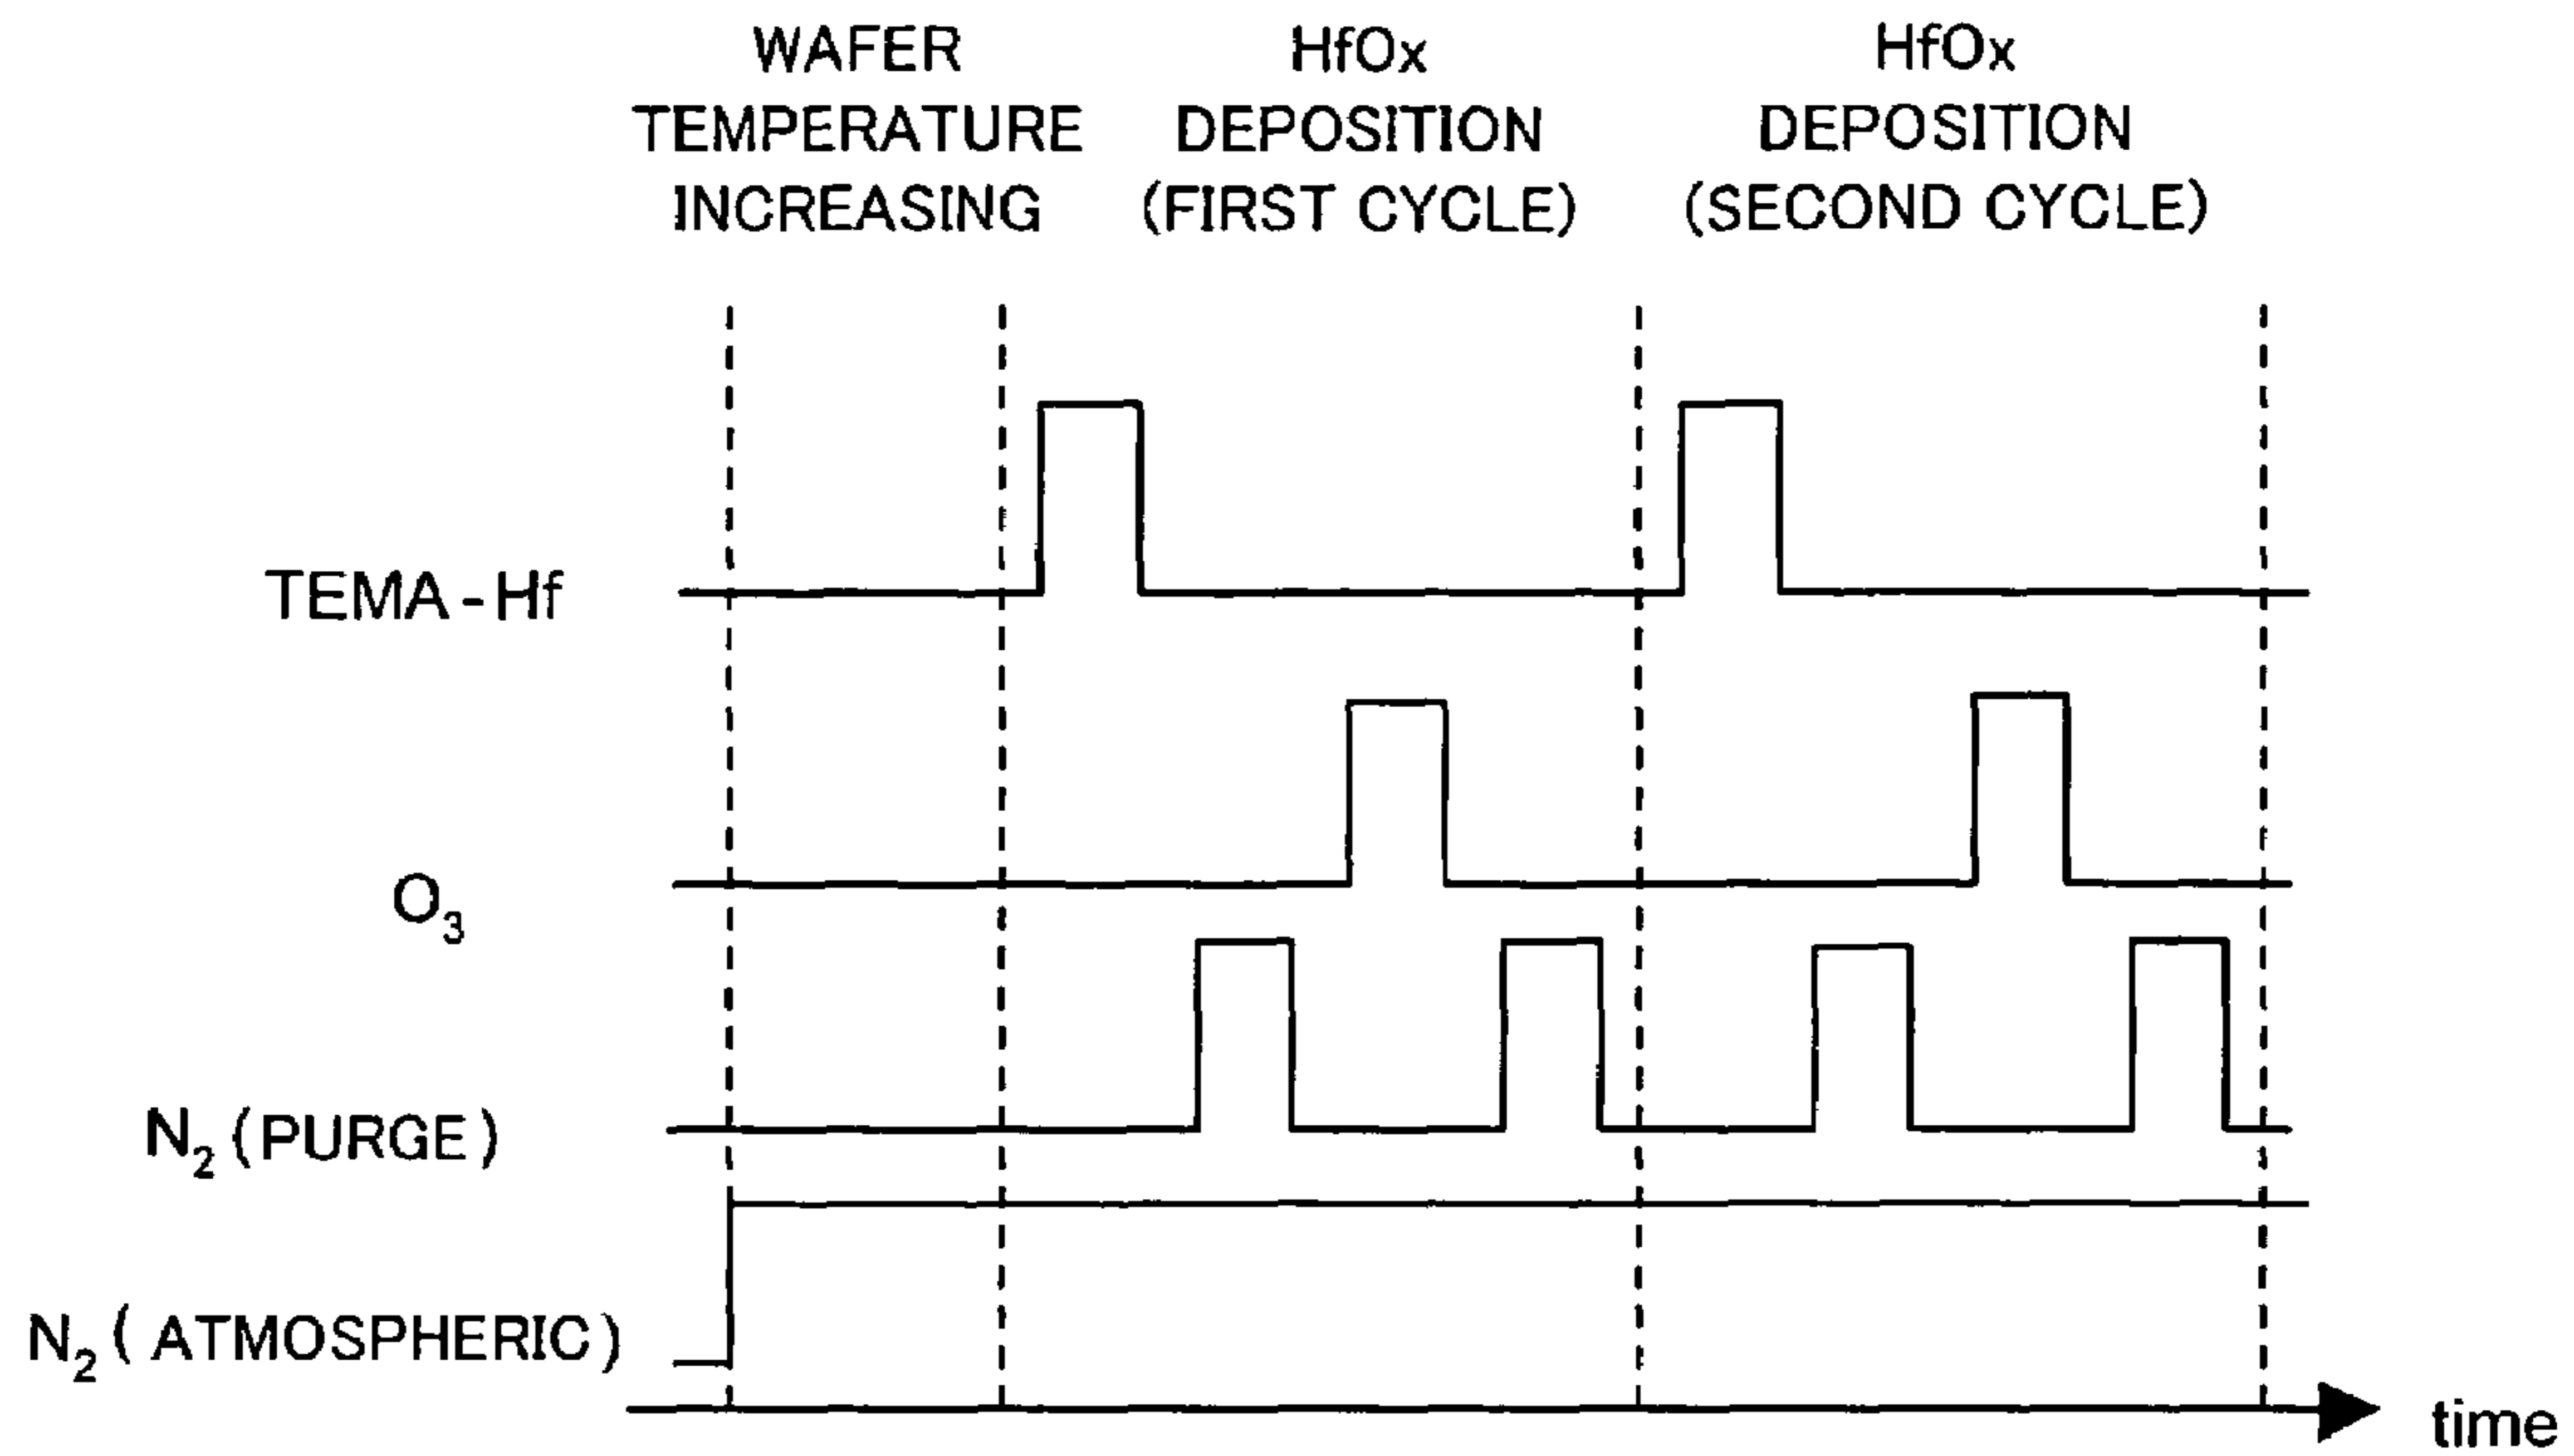 WAFER
TEMPERATURE
INCREASING
HfOx
DEPOSITION
(FIRST CYCLE)
HfOx
DEPOSITION
(SECOND CYCLE)
TEMA-Hf
O3
N2 (PURGE)
N2 (ATMOSPHERIC)
time